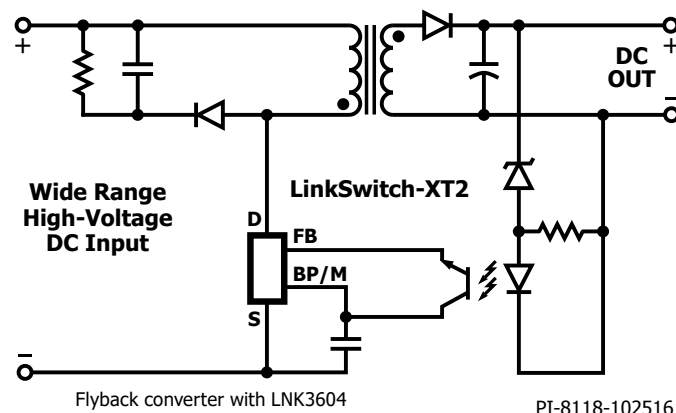 +
+
DC
OUT
−
Wide Range
High-Voltage
DC Input
LinkSwitch-XT2
D
FB
BP/M
S
−
Flyback converter with LNK3604
PI-8118-102516